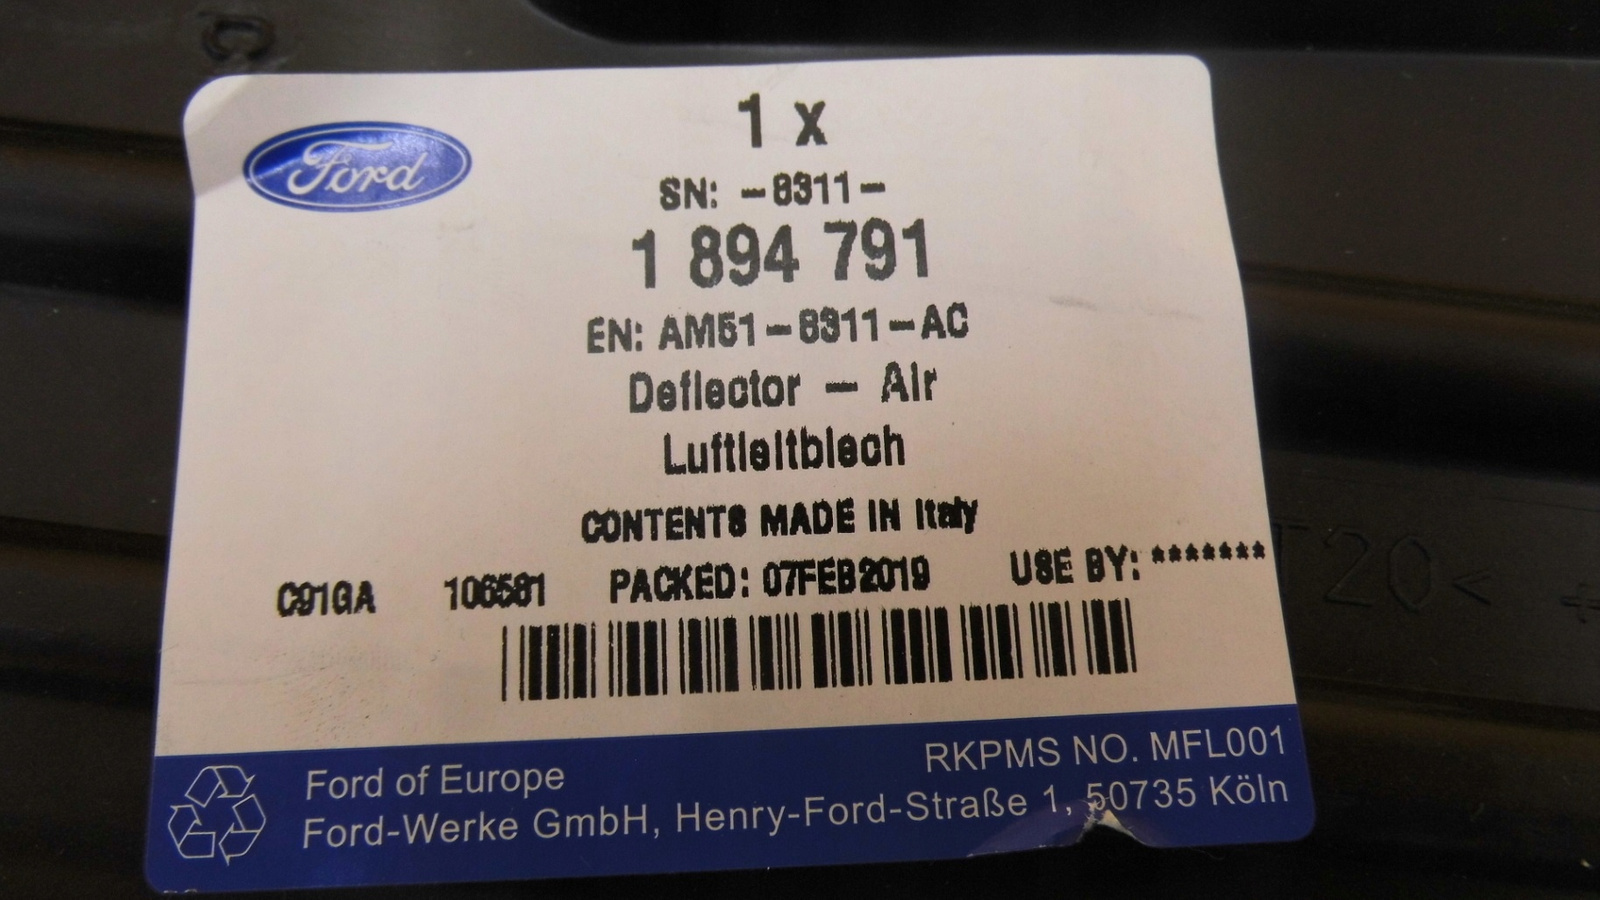 Ford
1 x
SN: -8311-
1 894 791
EN: AM51-8311-AC
Deflector - Air
Luftleitblech
CONTENTS MADE IN Italy
C91GA 106581 PACKED: 07FEB2019 USE BY: *******
T20<
RKPMS NO. MFL001
Ford of Europe
Ford-Werke GmbH, Henry-Ford-Straße 1, 50735 Köln